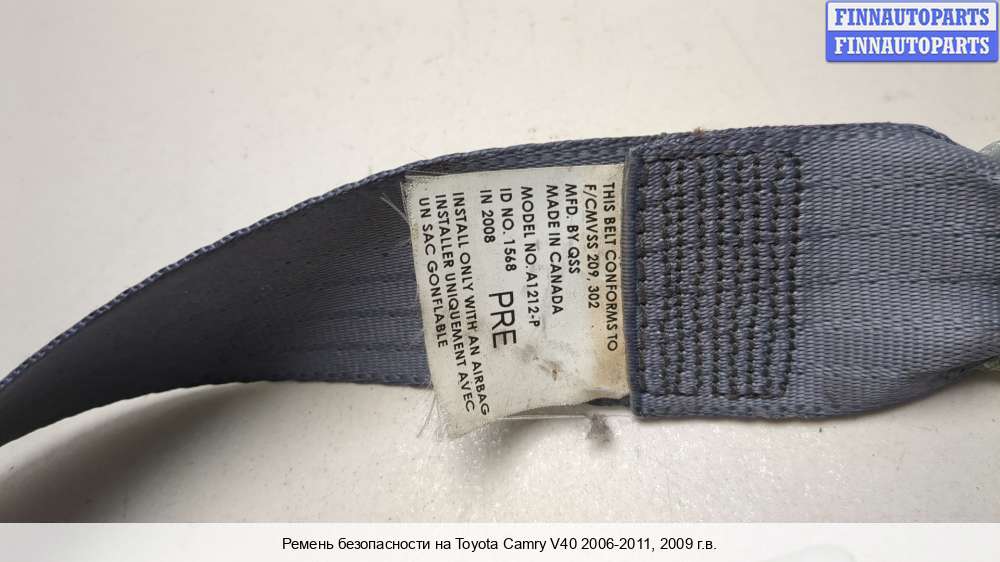 FINNAUTOPARTS
FINNAUTOPARTS
THIS BELT CONFORMS TO
F/CMVSS 209, 302
MFD. BY QSS
MADE IN CANADA
MODEL NO. A1212-P
ID NO. 1568
IN 2008
PRE
INSTALL ONLY WITH AN AIRBAG
INSTALLER UNIQUEMENT AVEC
UN SAC GONFLABLE
Ремень безопасности на Toyota Camry V40 2006-2011, 2009 г.в.